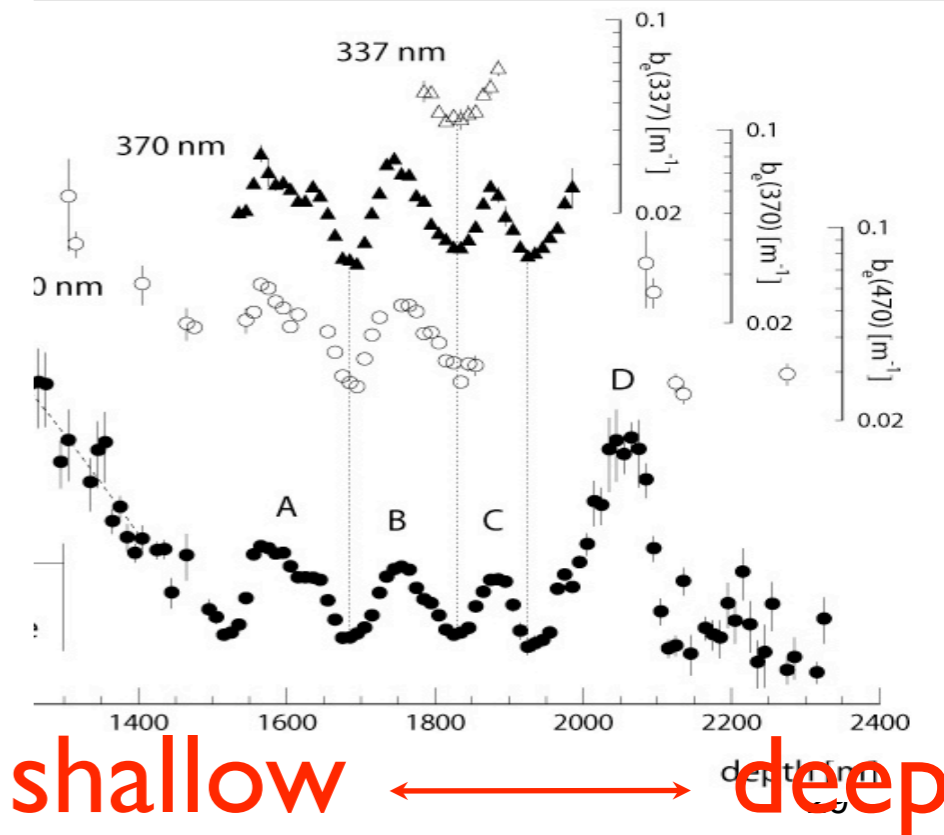 337 nm
0.1
b_e(337) [m⁻¹]
0.02
370 nm
0.1
b_e(370) [m⁻¹]
0.02
0 nm
0.1
b_e(470) [m⁻¹]
0.02
D
A
B
C
e
1400
1600
1800
2000
2200
2400
depth [m]
shallow
deep